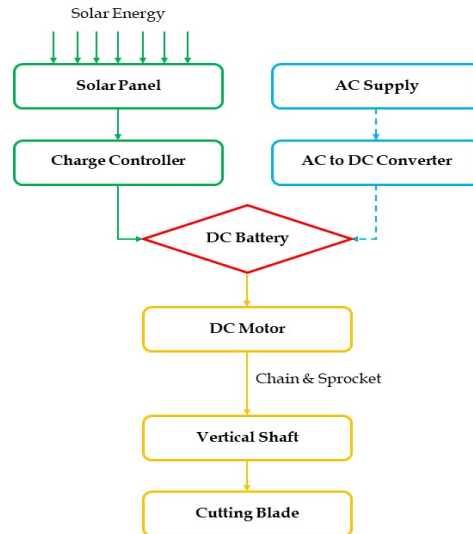 Solar Energy
Solar Panel
AC Supply
Charge Controller
AC to DC Converter
DC Battery
DC Motor
Chain & Sprocket
Vertical Shaft
Cutting Blade